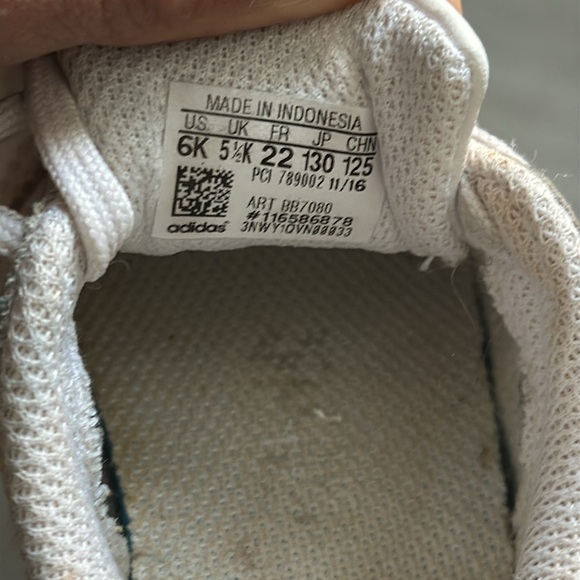 MADE IN INDONESIA
US UK FR JP CHN
6K 5½K 22 130 125
PCI 789002 11/16
ART BB7080
#116586878
adidas 3NWY1QVN00033